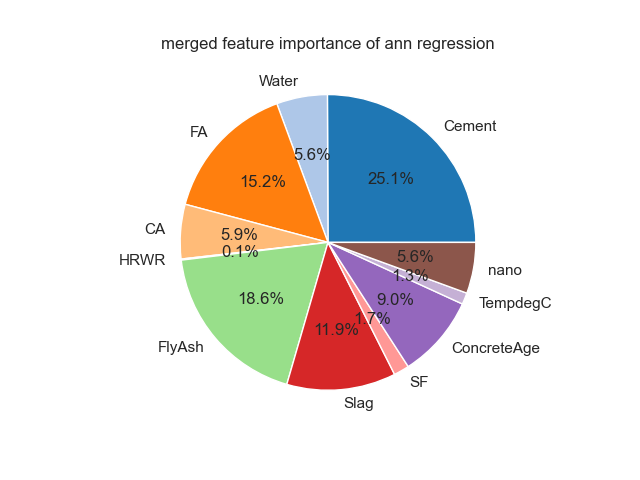 merged feature importance of ann regression
Water
Cement
FA
5.6%
25.1%
15.2%
CA
5.9%
HRWR
0.1%
5.6%
nano
1.3%
18.6%
9.0%
TempdegC
1.7%
11.9%
FlyAsh
ConcreteAge
SF
Slag